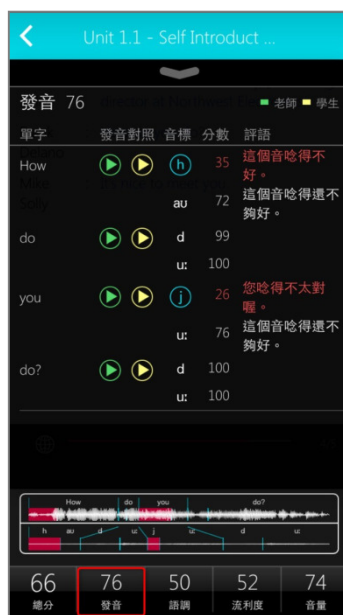 Unit 1.1 - Self Introduct ...
發音 76
老師 學生
單字 發音對照 音標 分數 評語
How h 35 這個音唸得不
好。
aʊ 72 這個音唸得還不
夠好。
do d 99
u: 100
you j 26 您唸得不太對
喔。
u: 76 這個音唸得還不
夠好。
do? d 100
u: 100
How do you do?
h aʊ d u: j u: d u:
66 76 50 52 74
總分 發音 語調 流利度 音量